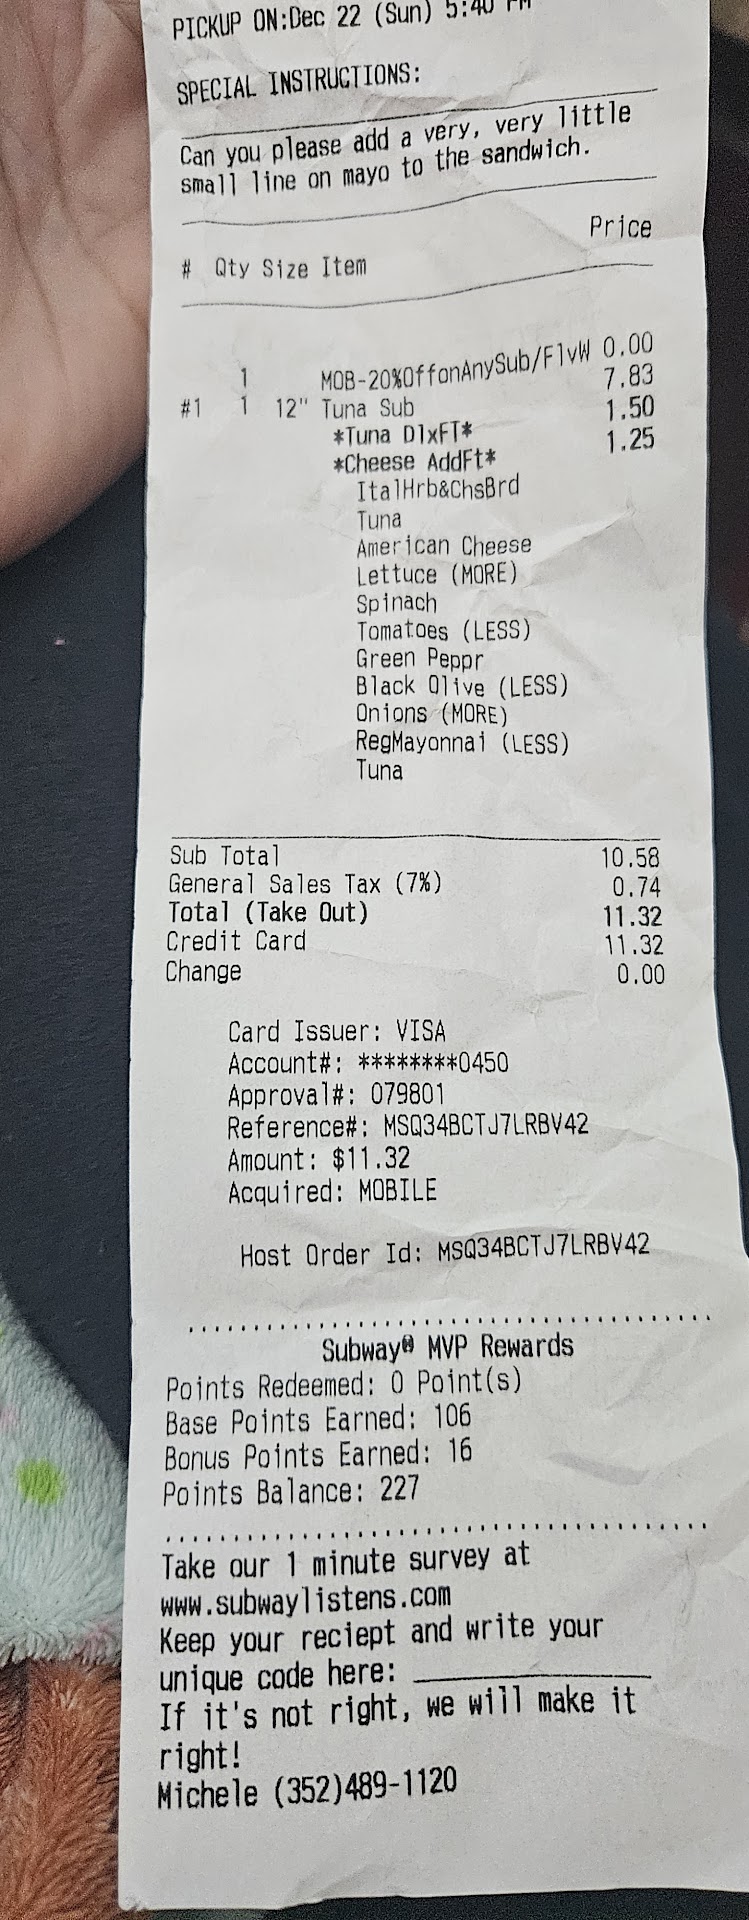 PICKUP ON:Dec 22 (Sun) 5:40 PM
SPECIAL INSTRUCTIONS:
Can you please add a very, very little
small line on mayo to the sandwich.
Price
# Qty Size Item
1 MOB-20%OffonAnySub/FlvW 0.00
#1 1 12" Tuna Sub 7.83
*Tuna DlxFT* 1.50
*Cheese AddFt* 1.25
ItalHrb&ChsBrd
Tuna
American Cheese
Lettuce (MORE)
Spinach
Tomatoes (LESS)
Green Peppr
Black Olive (LESS)
Onions (MORE)
RegMayonnai (LESS)
Tuna
Sub Total 10.58
General Sales Tax (7%) 0.74
Total (Take Out) 11.32
Credit Card 11.32
Change 0.00
Card Issuer: VISA
Account#: ********0450
Approval#: 079801
Reference#: MSQ34BCTJ7LRBV42
Amount: $11.32
Acquired: MOBILE
Host Order Id: MSQ34BCTJ7LRBV42
Subway® MVP Rewards
Points Redeemed: 0 Point(s)
Base Points Earned: 106
Bonus Points Earned: 16
Points Balance: 227
Take our 1 minute survey at
www.subwaylistens.com
Keep your reciept and write your
unique code here: ____________
If it's not right, we will make it
right!
Michele (352)489-1120